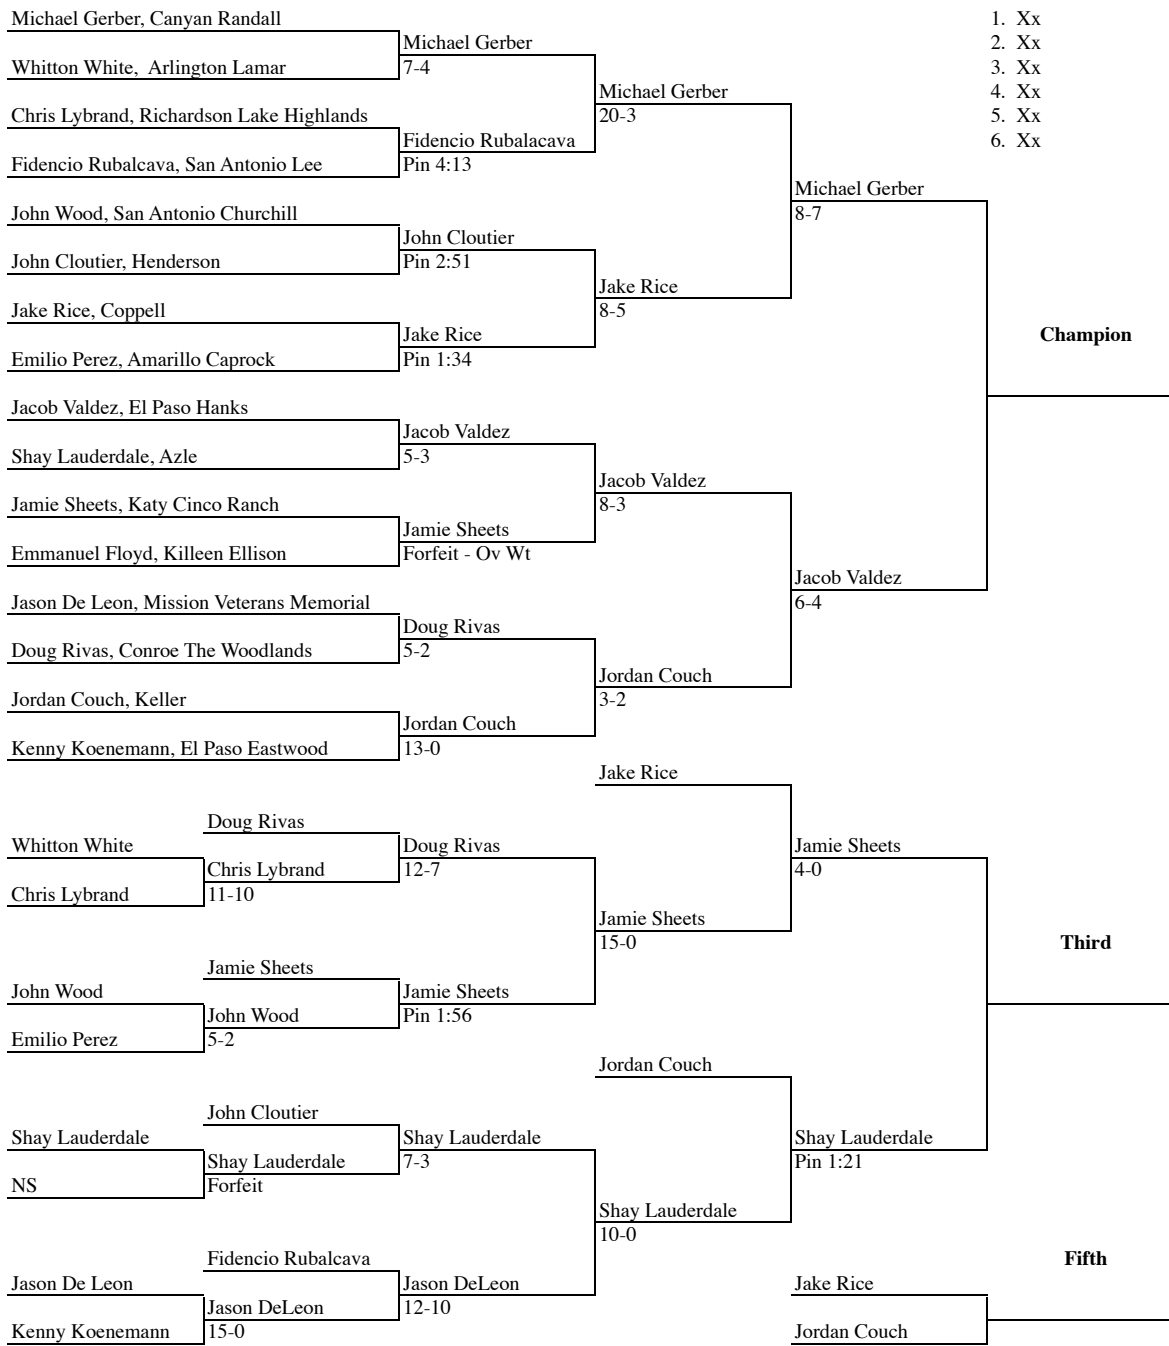 Michael Gerber, Canyan Randall
1. Xx
Michael Gerber
2. Xx
Whitton White, Arlington Lamar
7-4
3. Xx
Michael Gerber
4. Xx
Chris Lybrand, Richardson Lake Highlands
20-3
5. Xx
Fidencio Rubalacava
6. Xx
Fidencio Rubalcava, San Antonio Lee
Pin 4:13
Michael Gerber
John Wood, San Antonio Churchill
8-7
John Cloutier
John Cloutier, Henderson
Pin 2:51
Jake Rice
Jake Rice, Coppell
8-5
Jake Rice
Champion
Emilio Perez, Amarillo Caprock
Pin 1:34
Jacob Valdez, El Paso Hanks
Jacob Valdez
Shay Lauderdale, Azle
5-3
Jacob Valdez
Jamie Sheets, Katy Cinco Ranch
8-3
Jamie Sheets
Emmanuel Floyd, Killeen Ellison
Forfeit - Ov Wt
Jacob Valdez
Jason De Leon, Mission Veterans Memorial
6-4
Doug Rivas
Doug Rivas, Conroe The Woodlands
5-2
Jordan Couch
Jordan Couch, Keller
3-2
Jordan Couch
Kenny Koenemann, El Paso Eastwood
13-0
Jake Rice
Doug Rivas
Whitton White
Doug Rivas
Jamie Sheets
Chris Lybrand
12-7
4-0
Chris Lybrand
11-10
Jamie Sheets
15-0
Third
Jamie Sheets
John Wood
Jamie Sheets
John Wood
Pin 1:56
Emilio Perez
5-2
Jordan Couch
John Cloutier
Shay Lauderdale
Shay Lauderdale
Shay Lauderdale
Shay Lauderdale
7-3
Pin 1:21
NS
Forfeit
Shay Lauderdale
10-0
Fidencio Rubalcava
Fifth
Jason De Leon
Jason DeLeon
Jake Rice
Jason DeLeon
12-10
Kenny Koenemann
15-0
Jordan Couch